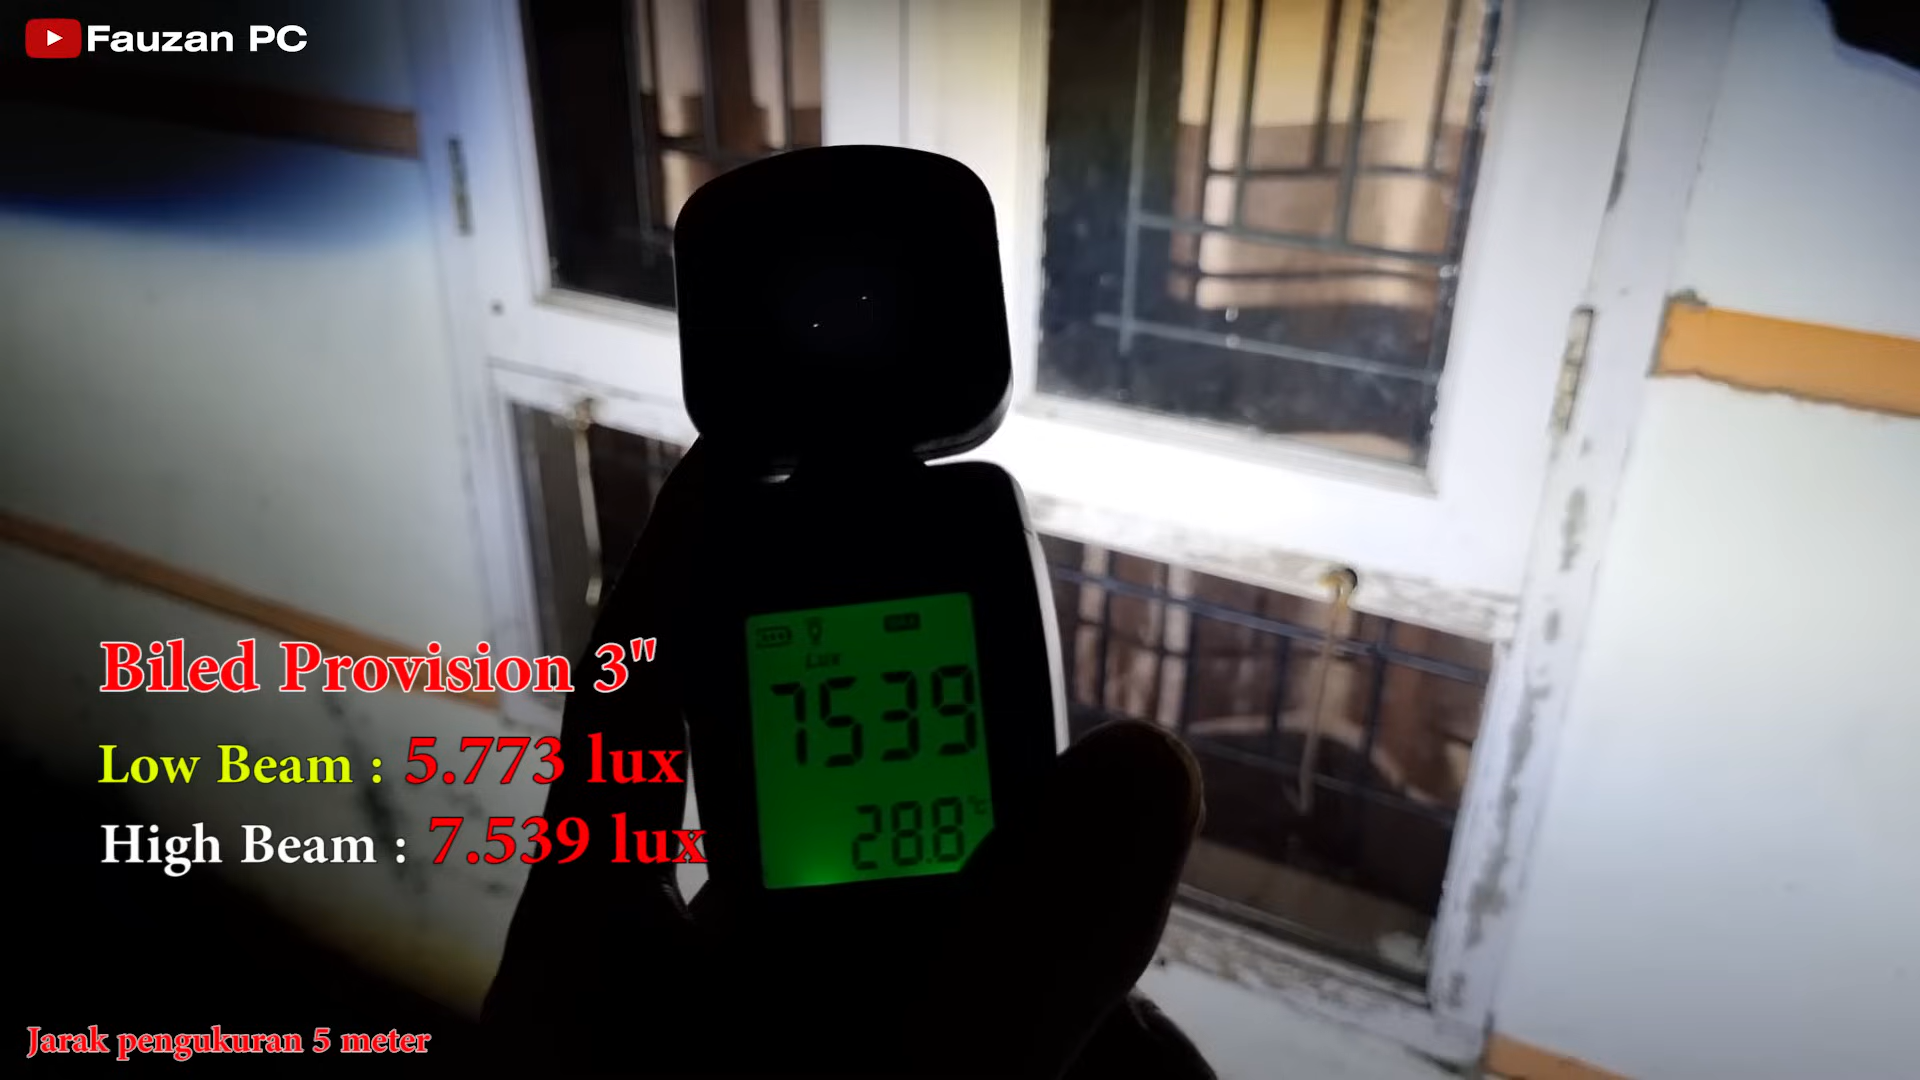 Fauzan PC
Lux
7539
28.8 °C
Biled Provision 3"
Low Beam : 5.773 lux
High Beam : 7.539 lux
Jarak pengukuran 5 meter